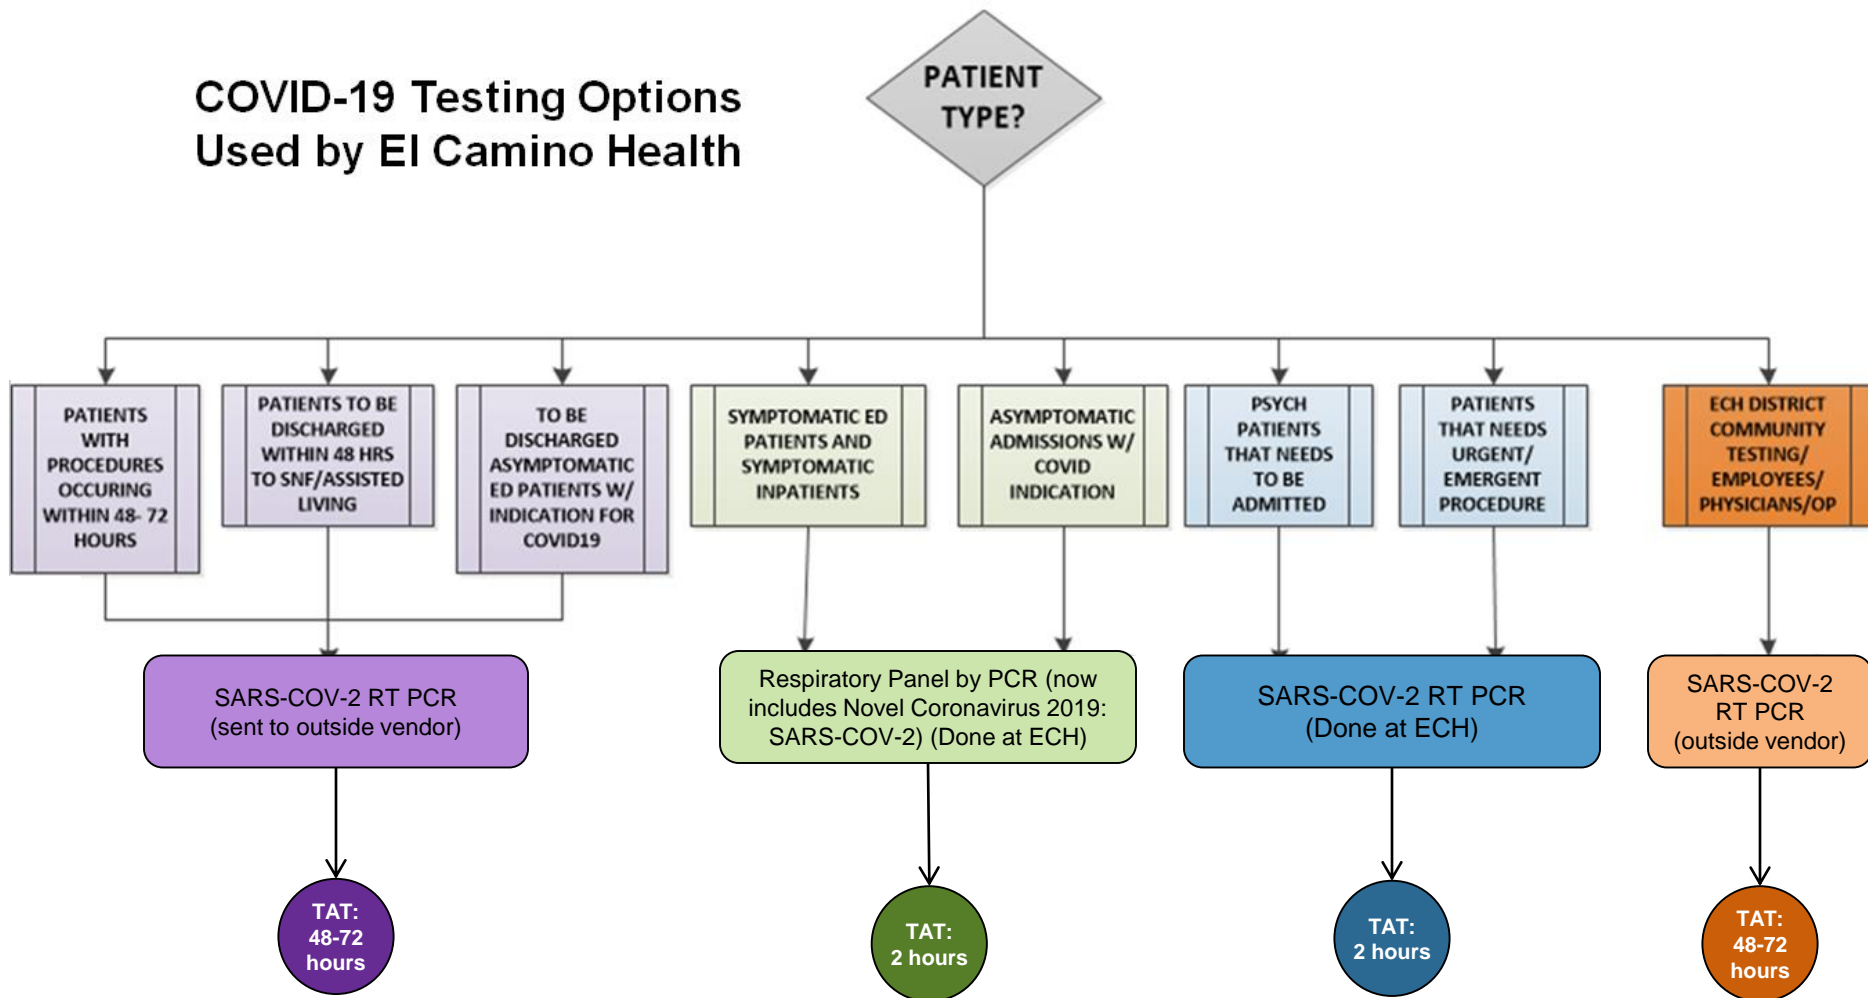 COVID-19 Testing Options
Used by El Camino Health
PATIENT
TYPE?
PATIENTS
WITH
PROCEDURES
OCCURING
WITHIN 48- 72
HOURS
PATIENTS TO BE
DISCHARGED
WITHIN 48 HRS
TO SNF/ASSISTED
LIVING
TO BE
DISCHARGED
ASYMPTOMATIC
ED PATIENTS W/
INDICATION FOR
COVID19
SYMPTOMATIC ED
PATIENTS AND
SYMPTOMATIC
INPATIENTS
ASYMPTOMATIC
ADMISSIONS W/
COVID
INDICATION
PSYCH
PATIENTS
THAT NEEDS
TO BE
ADMITTED
PATIENTS
THAT NEEDS
URGENT/
EMERGENT
PROCEDURE
ECH DISTRICT
COMMUNITY
TESTING/
EMPLOYEES/
PHYSICIANS/OP
SARS-COV-2 RT PCR
(sent to outside vendor)
Respiratory Panel by PCR (now
includes Novel Coronavirus 2019:
SARS-COV-2) (Done at ECH)
SARS-COV-2 RT PCR
(Done at ECH)
SARS-COV-2
RT PCR
(outside vendor)
TAT:
48-72
hours
TAT:
2 hours
TAT:
2 hours
TAT:
48-72
hours